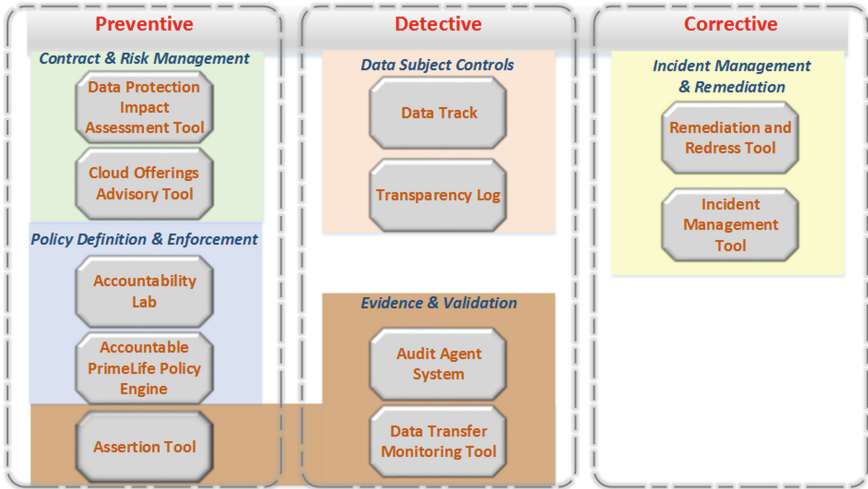 Preventive
Contract & Risk Management
Data Protection
Impact
Assessment Tool
Cloud Offerings
Advisory Tool
Policy Definition & Enforcement
Accountability
Lab
Accountable
PrimeLife Policy
Engine
Assertion Tool
Detective
Data Subject Controls
Data Track
Transparency Log
Evidence & Validation
Audit Agent
System
Data Transfer
Monitoring Tool
Corrective
Incident Management
& Remediation
Remediation and
Redress Tool
Incident
Management
Tool